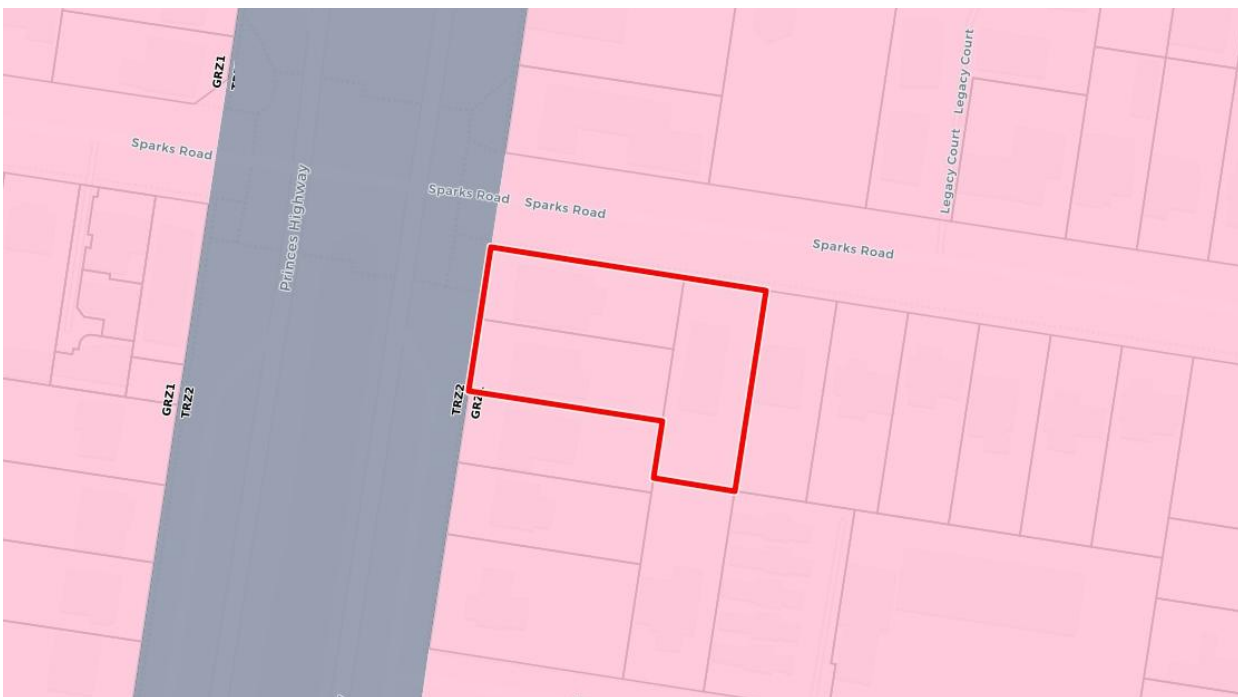 GRZ1
Sparks Road
Princes Highway
Sparks Road
Sparks Road
Sparks Road
Legacy Court
Legacy Court
GRZ1
TRZ2
TRZ2